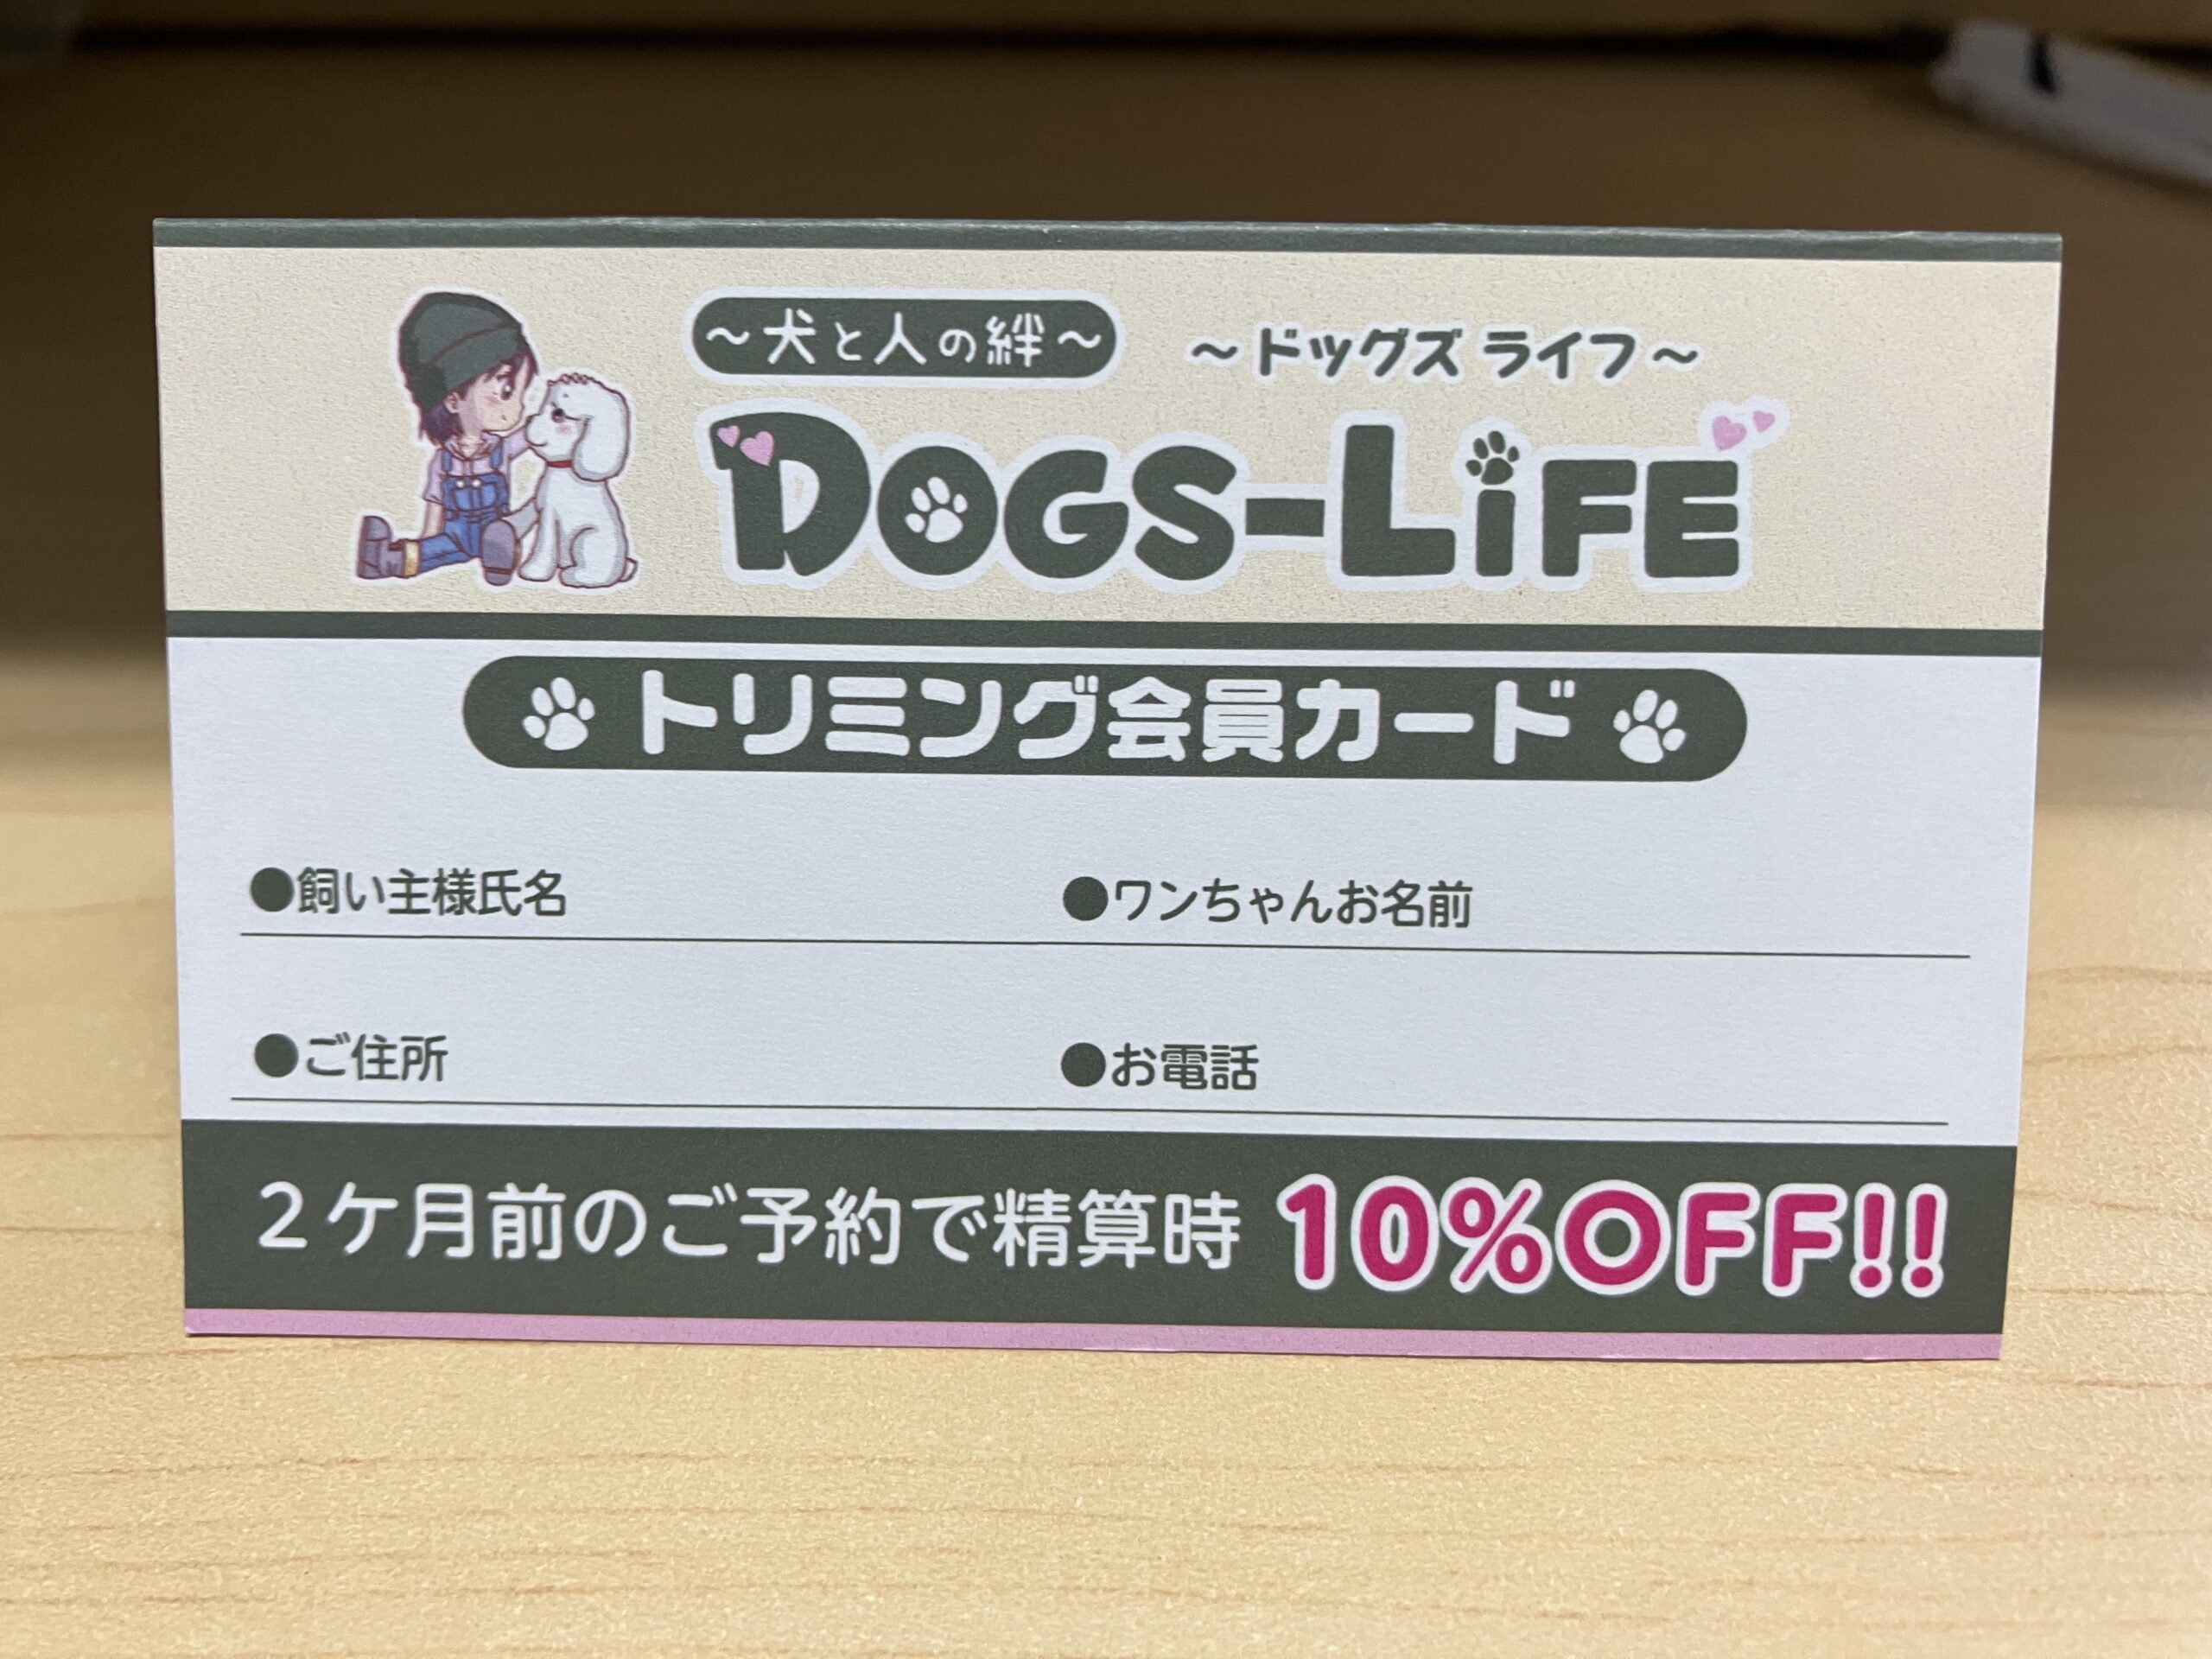 ～犬と人の絆～ ～ドッグズ ライフ～
DOGS-LiFE
トリミング会員カード
●飼い主様氏名 ●ワンちゃんお名前
●ご住所 ●お電話
２ケ月前のご予約で精算時 10%OFF!!